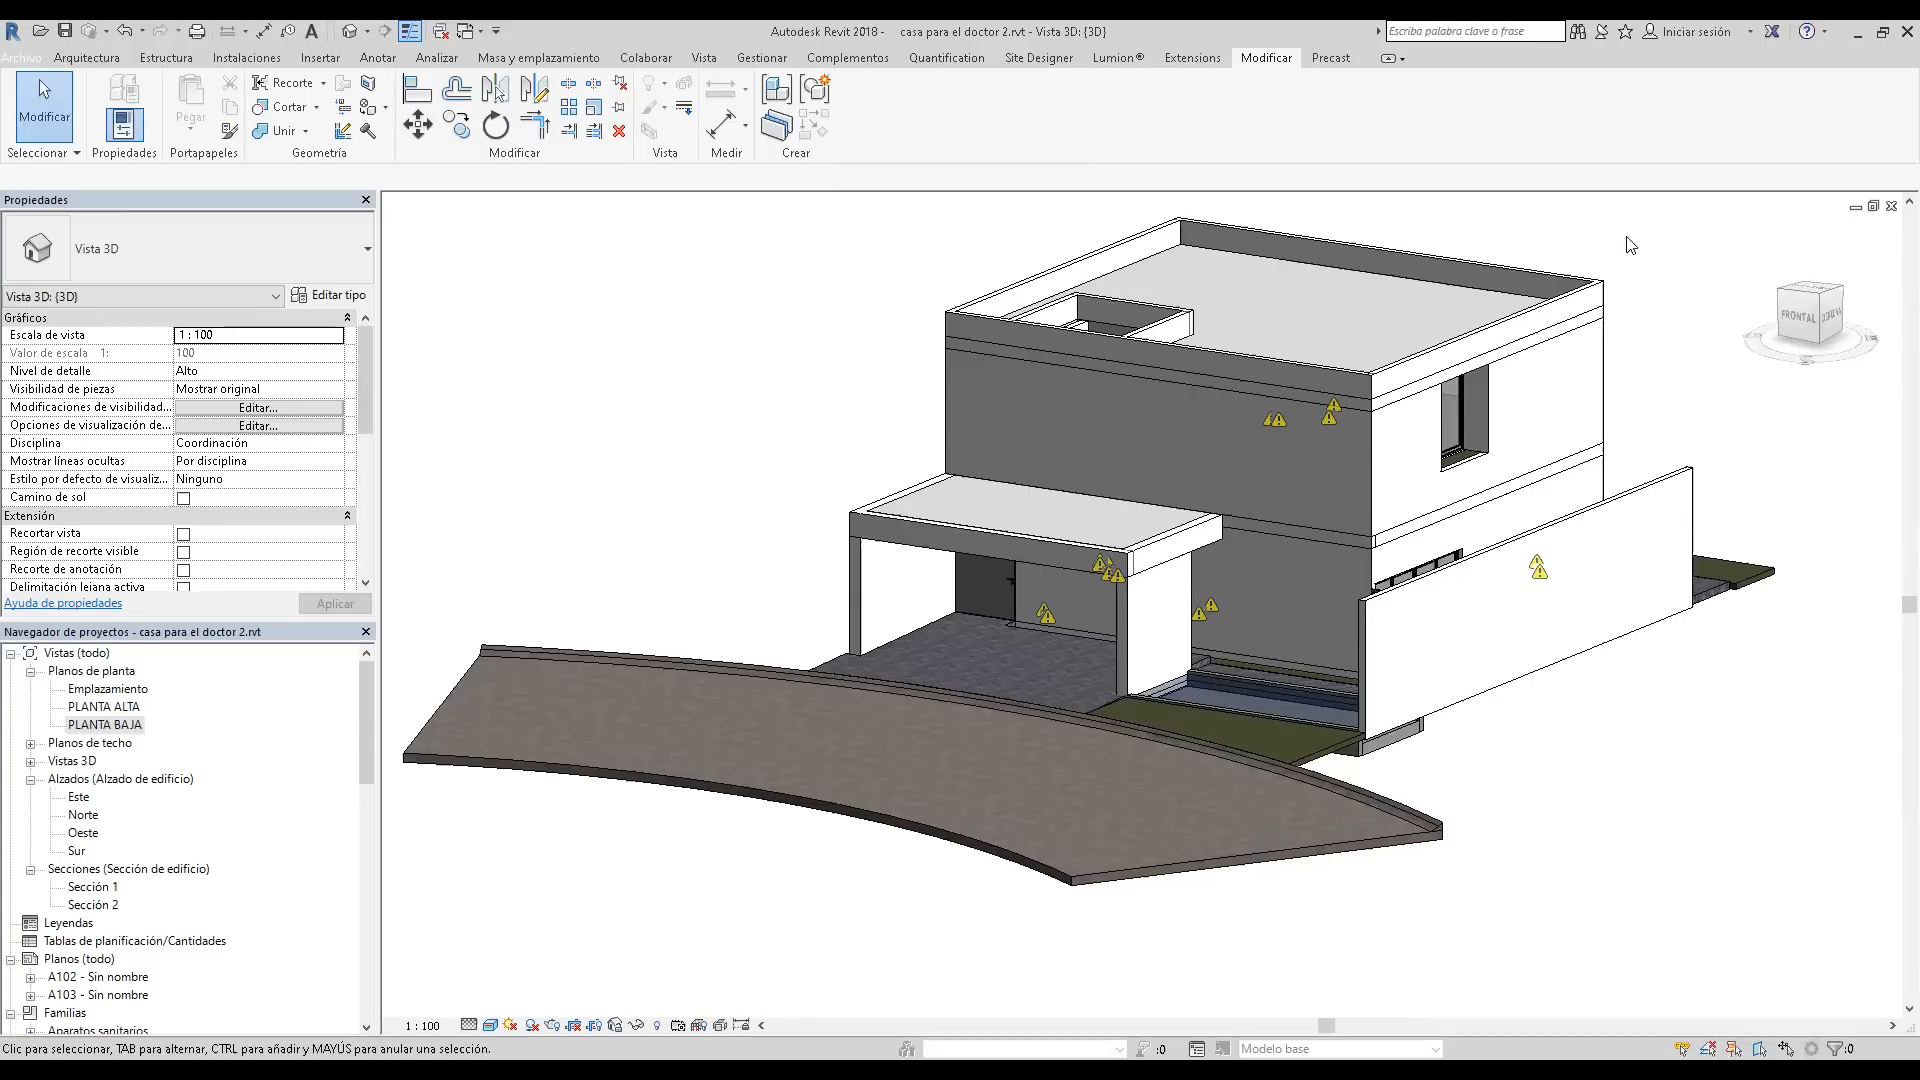 Autodesk Revit 2018 - casa para el doctor 2.rvt - Vista 3D: {3D}
Escriba palabra clave o frase
Iniciar sesión
Archivo Arquitectura Estructura Instalaciones Insertar Anotar Analizar Masa y emplazamiento Colaborar Vista Gestionar Complementos Quantification Site Designer Lumion® Extensions Modificar Precast
Modificar
Pegar
Recorte
Cortar
Unir
Seleccionar Propiedades Portapapeles Geometría Modificar Vista Medir Crear
Propiedades
Vista 3D
Vista 3D: {3D} Editar tipo
Gráficos
Escala de vista 1 : 100
Valor de escala 1: 100
Nivel de detalle Alto
Visibilidad de piezas Mostrar original
Modificaciones de visibilidad... Editar...
Opciones de visualización de... Editar...
Disciplina Coordinación
Mostrar líneas ocultas Por disciplina
Estilo por defecto de visualiz... Ninguno
Camino de sol
Extensión
Recortar vista
Región de recorte visible
Recorte de anotación
Delimitación lejana activa
Ayuda de propiedades Aplicar
Navegador de proyectos - casa para el doctor 2.rvt
Vistas (todo)
Planos de planta
Emplazamiento
PLANTA ALTA
PLANTA BAJA
Planos de techo
Vistas 3D
Alzados (Alzado de edificio)
Este
Norte
Oeste
Sur
Secciones (Sección de edificio)
Sección 1
Sección 2
Leyendas
Tablas de planificación/Cantidades
Planos (todo)
A102 - Sin nombre
A103 - Sin nombre
Familias
Aparatos sanitarios
FRONTAL
1 : 100
Clic para seleccionar, TAB para alternar, CTRL para añadir y MAYÚS para anular una selección.
:0
Modelo base
:0